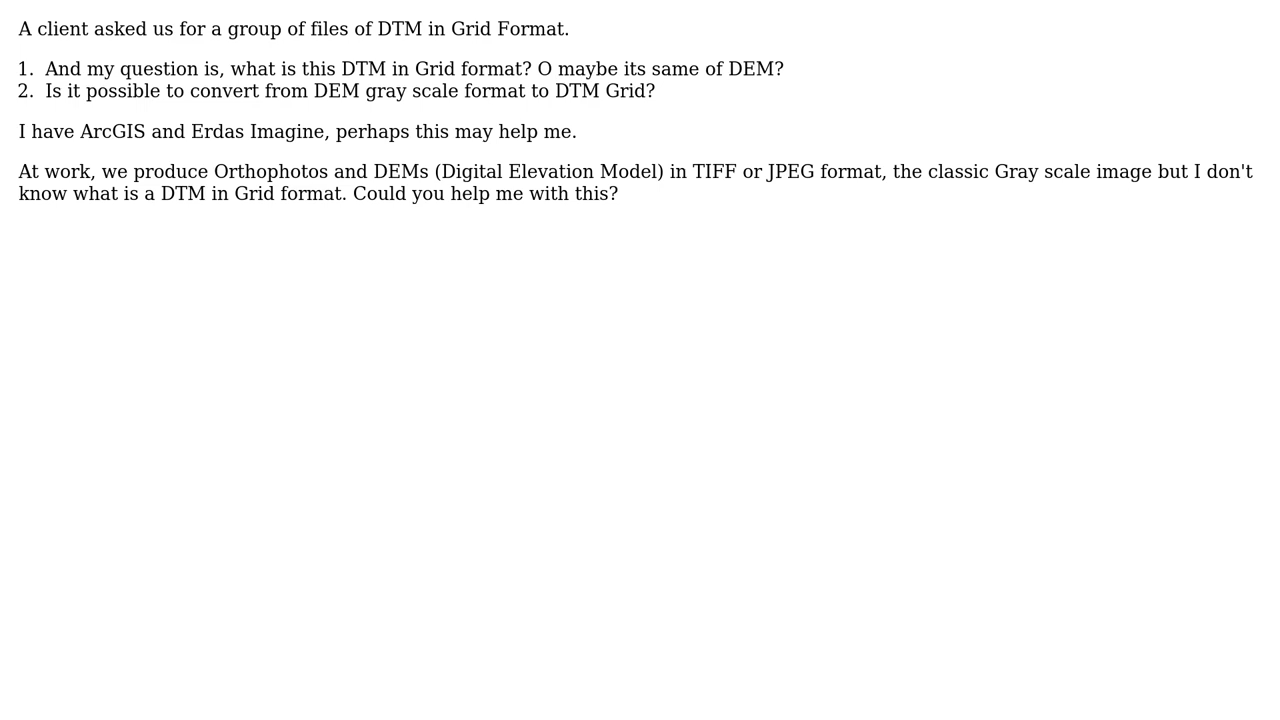 A client asked us for a group of files of DTM in Grid Format.
1. And my question is, what is this DTM in Grid format? O maybe its same of DEM?
2. Is it possible to convert from DEM gray scale format to DTM Grid?
I have ArcGIS and Erdas Imagine, perhaps this may help me.
At work, we produce Orthophotos and DEMs (Digital Elevation Model) in TIFF or JPEG format, the classic Gray scale image but I don't
know what is a DTM in Grid format. Could you help me with this?